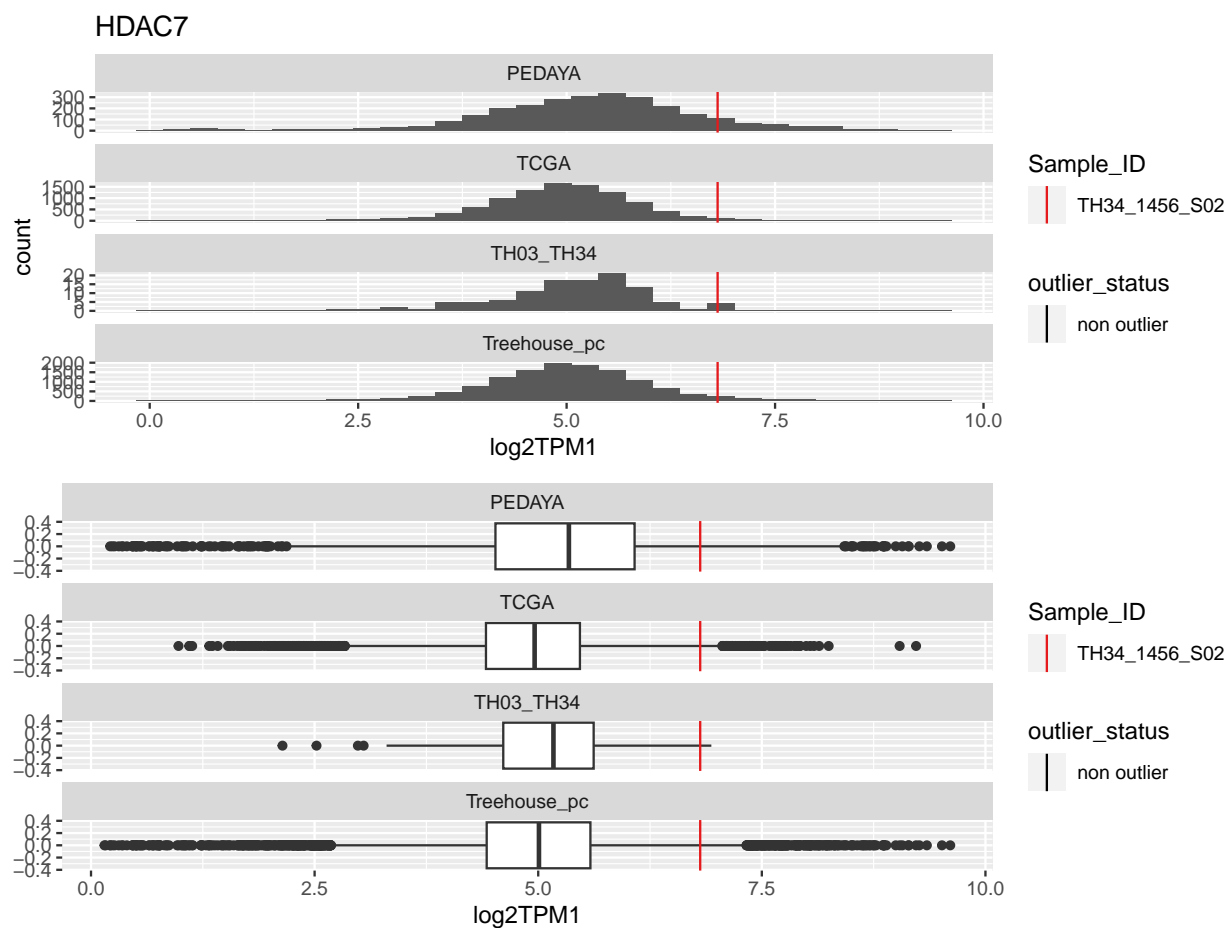 HDAC7
PEDAYA
300
200
100
0
TCGA
1500
1000
500
0
TH03_TH34
20
15
10
5
0
Treehouse_pc
2000
1500
1000
500
0
count
0.0 2.5 5.0 7.5 10.0
log2TPM1
Sample_ID
TH34_1456_S02
outlier_status
non outlier
PEDAYA
0.4
0.2
0.0
−0.2
−0.4
TCGA
0.4
0.2
0.0
−0.2
−0.4
TH03_TH34
0.4
0.2
0.0
−0.2
−0.4
Treehouse_pc
0.4
0.2
0.0
−0.2
−0.4
0.0 2.5 5.0 7.5 10.0
log2TPM1
Sample_ID
TH34_1456_S02
outlier_status
non outlier